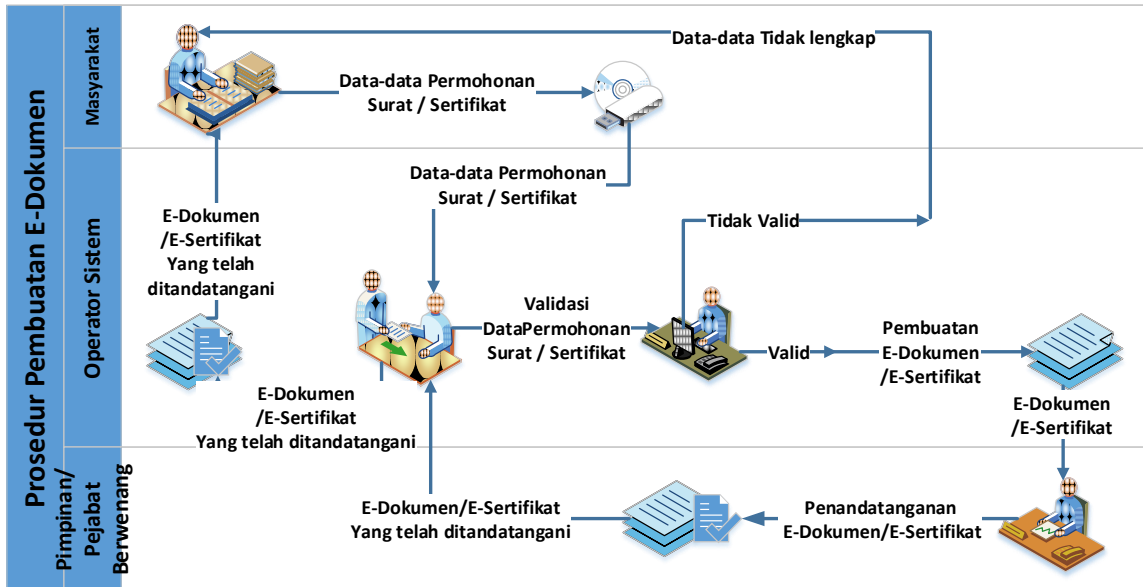 Prosedur Pembuatan E-Dokumen
Masyarakat
Data-data Tidak lengkap
Data-data Permohonan
Surat / Sertifikat
Operator Sistem
Data-data Permohonan
Surat / Sertifikat
E-Dokumen
/E-Sertifikat
Yang telah
ditandatangani
Tidak Valid
Validasi
DataPermohonan
Surat / Sertifikat
Valid
Pembuatan
E-Dokumen
/E-Sertifikat
E-Dokumen
/E-Sertifikat
Yang telah ditandatangani
E-Dokumen
/E-Sertifikat
Pimpinan/
Pejabat
Berwenang
E-Dokumen/E-Sertifikat
Yang telah ditandatangani
Penandatanganan
E-Dokumen/E-Sertifikat